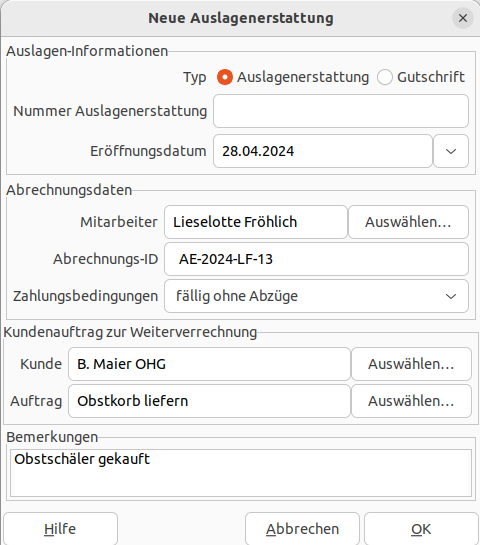 Neue Auslagenerstattung
Auslagen-Informationen
Typ Auslagenerstattung Gutschrift
Nummer Auslagenerstattung
Eröffnungsdatum 28.04.2024
Abrechnungsdaten
Mitarbeiter Lieselotte Fröhlich Auswählen...
Abrechnungs-ID AE-2024-LF-13
Zahlungsbedingungen fällig ohne Abzüge
Kundenauftrag zur Weiterverrechnung
Kunde B. Maier OHG Auswählen...
Auftrag Obstkorb liefern Auswählen...
Bemerkungen
Obstschäler gekauft
Hilfe Abbrechen OK